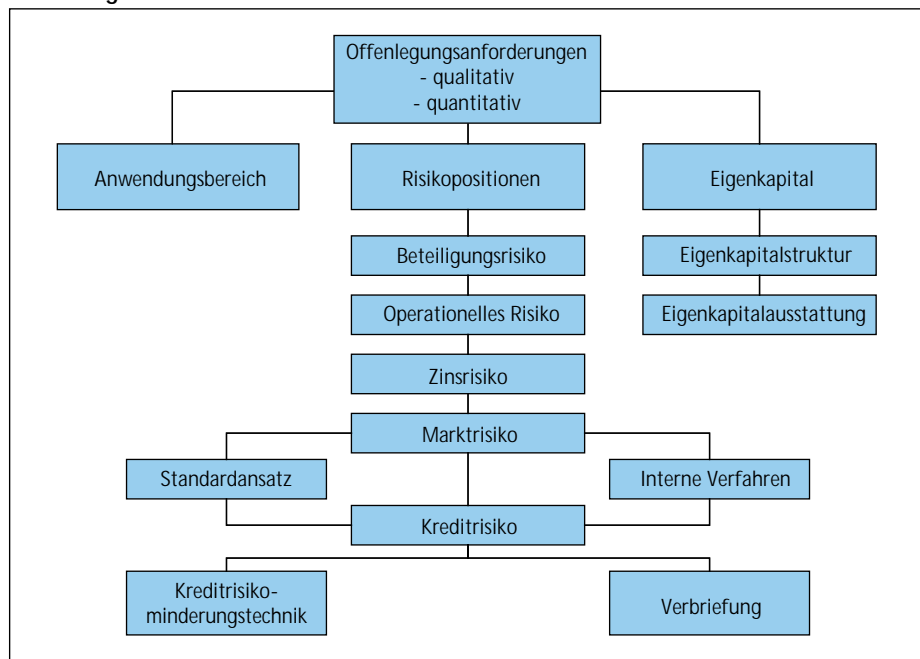 Offenlegungsanforderungen
- qualitativ
- quantitativ
Anwendungsbereich
Risikopositionen
Eigenkapital
Beteiligungsrisiko
Eigenkapitalstruktur
Operationelles Risiko
Eigenkapitalausstattung
Zinsrisiko
Marktrisiko
Standardansatz
Interne Verfahren
Kreditrisiko
Kreditrisiko-
minderungstechnik
Verbriefung